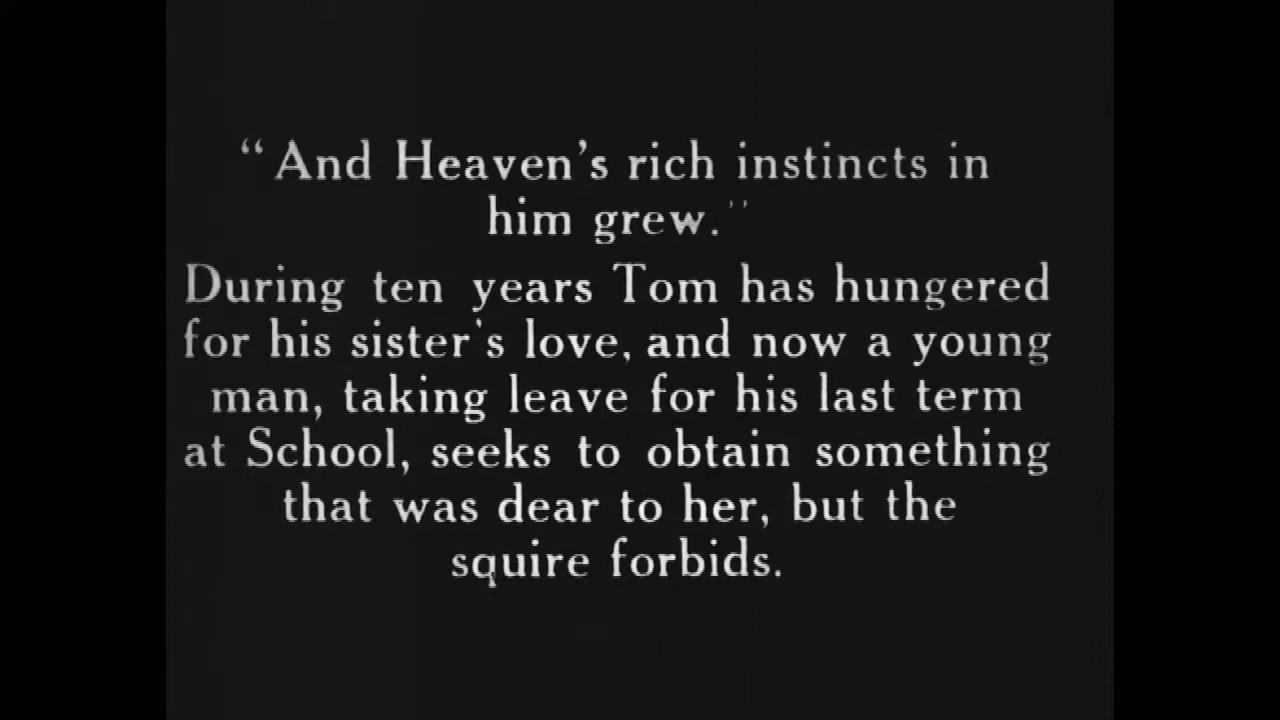 “And Heaven’s rich instincts in
him grew.”
During ten years Tom has hungered
for his sister's love, and now a young
man, taking leave for his last term
at School, seeks to obtain something
that was dear to her, but the
squire forbids.